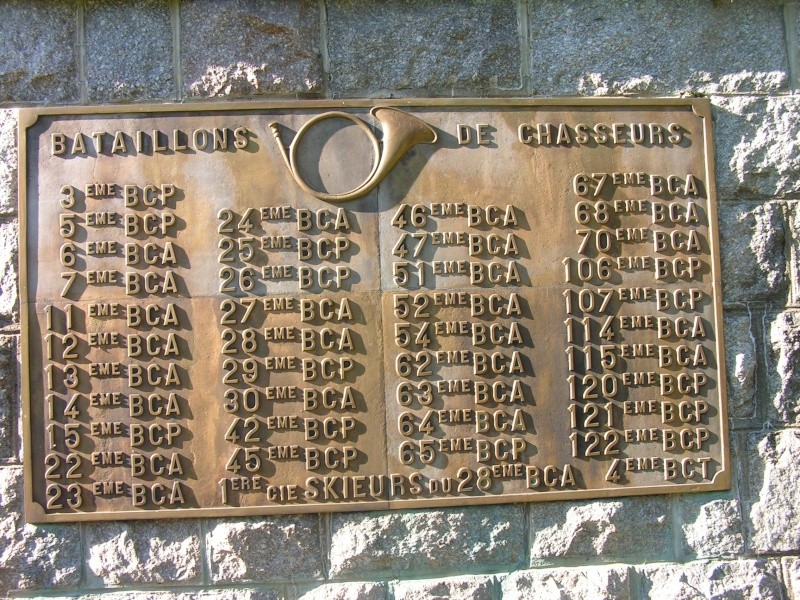 BATAILLONS DE CHASSEURS
3EME BCP
5EME BCP
6EME BCA
7EME BCA
11EME BCA
12EME BCA
13EME BCA
14EME BCA
15EME BCP
22EME BCA
23EME BCA
24EME BCA
25EME BCP
26EME BCP
27EME BCA
28EME BCA
29EME BCP
30EME BCA
42EME BCP
45EME BCP
46EME BCA
47EME BCA
51EME BCA
52EME BCA
54EME BCA
62EME BCA
63EME BCA
64EME BCA
65EME BCP
67EME BCA
68EME BCA
70EME BCA
106EME BCP
107EME BCP
114EME BCA
115EME BCA
120EME BCP
121EME BCP
122EME BCP
1ERE CIE SKIEURS DU 28EME BCA
4EME BCT